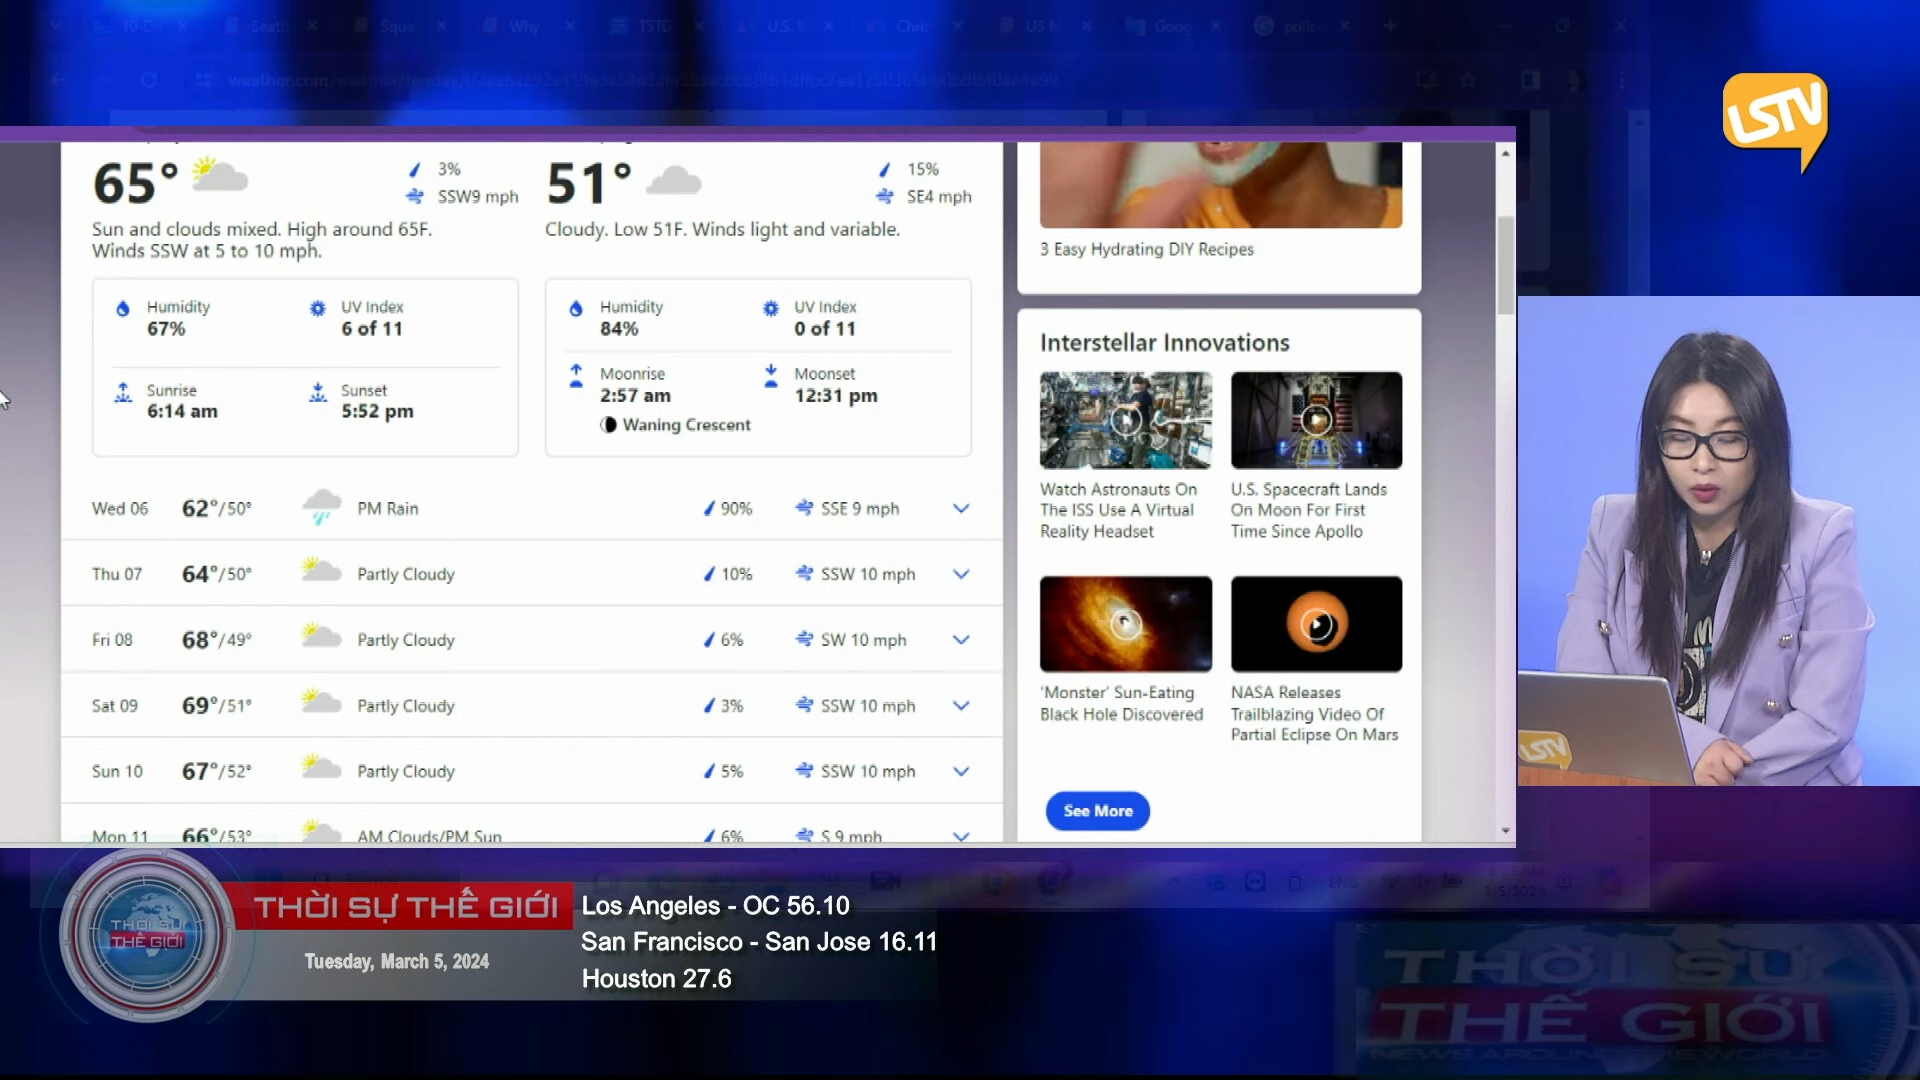 LSTV
65°
3%
SSW9 mph
Sun and clouds mixed. High around 65F.
Winds SSW at 5 to 10 mph.
51°
15%
SE4 mph
Cloudy. Low 51F. Winds light and variable.
Humidity
67%
UV Index
6 of 11
Sunrise
6:14 am
Sunset
5:52 pm
Humidity
84%
UV Index
0 of 11
Moonrise
2:57 am
Moonset
12:31 pm
Waning Crescent
Wed 06 62°/50° PM Rain 90% SSE 9 mph
Thu 07 64°/50° Partly Cloudy 10% SSW 10 mph
Fri 08 68°/49° Partly Cloudy 6% SW 10 mph
Sat 09 69°/51° Partly Cloudy 3% SSW 10 mph
Sun 10 67°/52° Partly Cloudy 5% SSW 10 mph
Mon 11 66°/53° AM Clouds/PM Sun 6% S 9 mph
3 Easy Hydrating DIY Recipes
Interstellar Innovations
Watch Astronauts On
The ISS Use A Virtual
Reality Headset
U.S. Spacecraft Lands
On Moon For First
Time Since Apollo
'Monster' Sun-Eating
Black Hole Discovered
NASA Releases
Trailblazing Video Of
Partial Eclipse On Mars
See More
LSTV
THỜI SỰ
THẾ GIỚI
THỜI SỰ THẾ GIỚI
Tuesday, March 5, 2024
Los Angeles - OC 56.10
San Francisco - San Jose 16.11
Houston 27.6
THỜI SỰ
THẾ GIỚI
NEWS AROUND THE WORLD